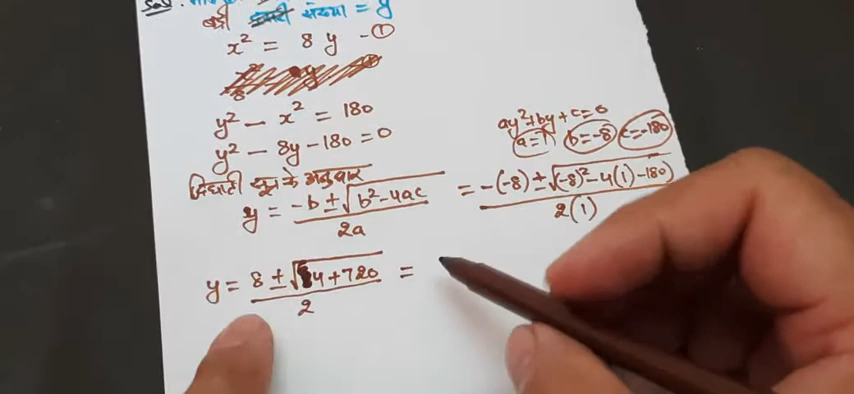 बड़ी संख्या = y
x² = 8y -①
y² - x² = 180
y² - 8y - 180 = 0
ay²+by+c=0
a=1 b=-8 c=-180
के अनुसार
y = -b ± √(b² - 4ac) / 2a = -(-8) ± √((-8)² - 4(1) -180) / 2(1)
y = 8 ± √(64+720) / 2 =